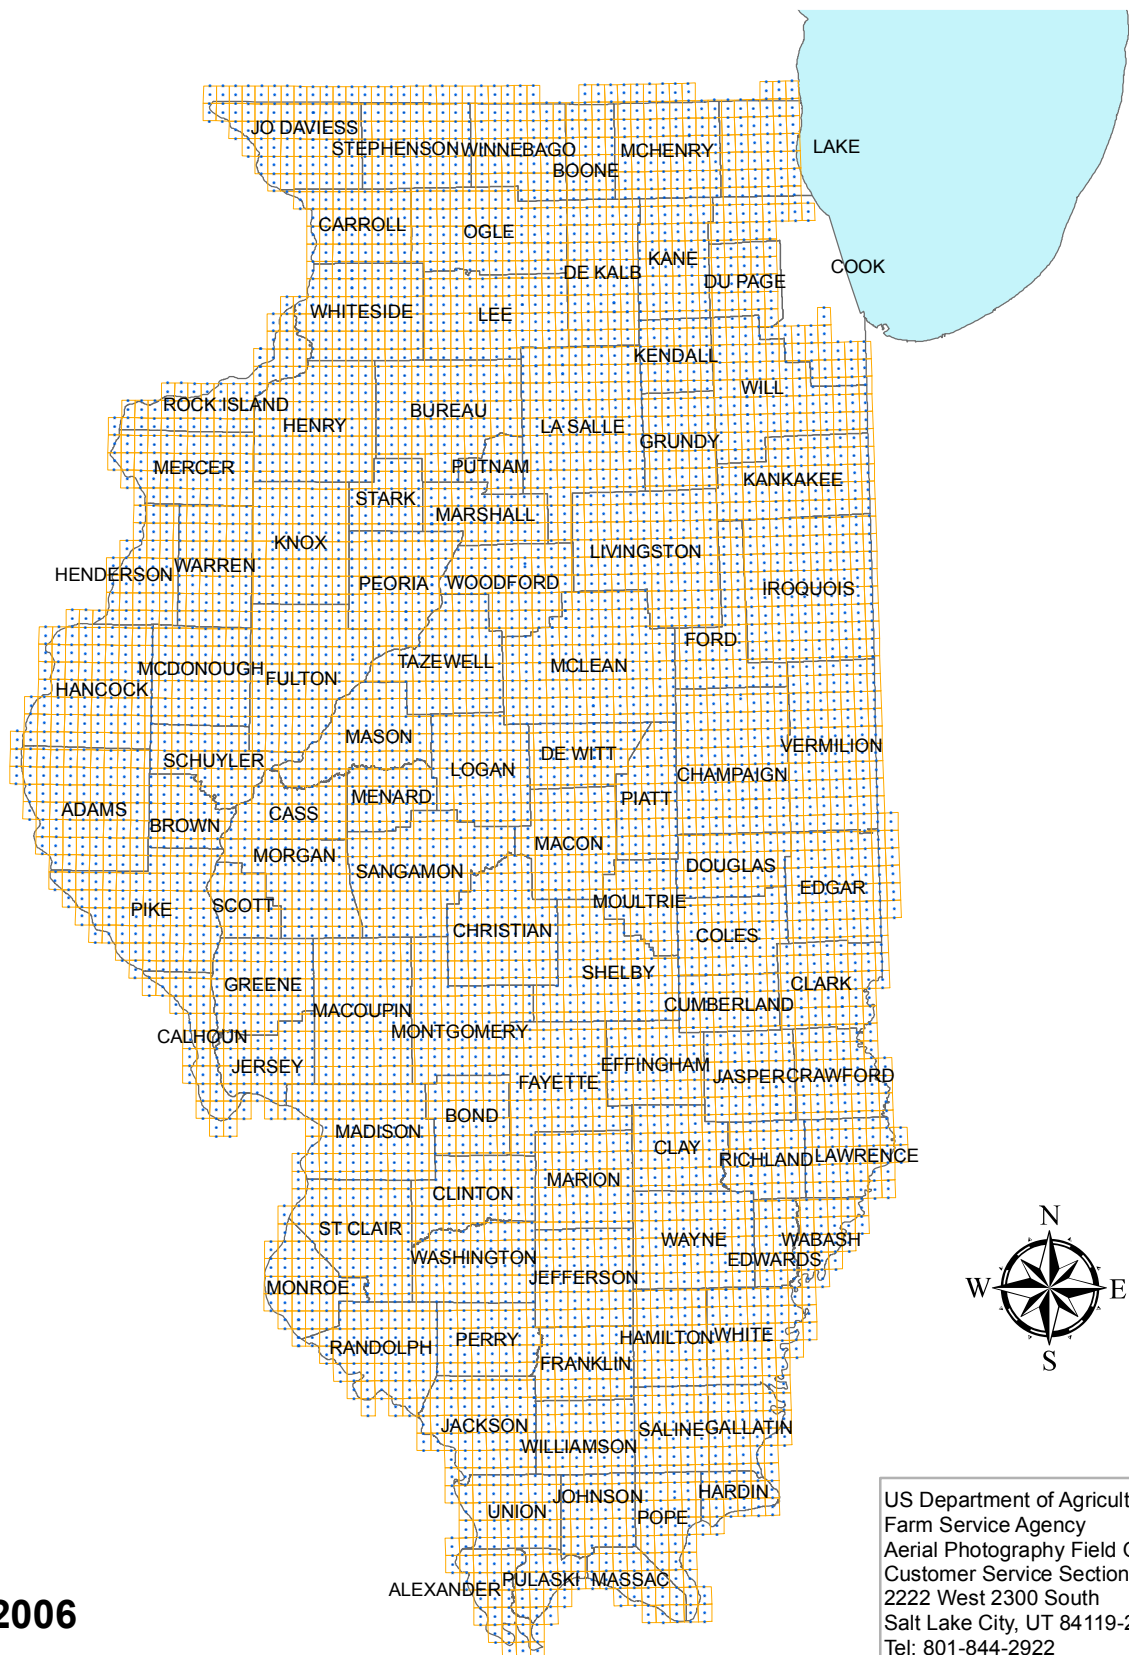 JO DAVIESS
STEPHENSON
WINNEBAGO
BOONE
MCHENRY
LAKE
CARROLL
OGLE
DE KALB
KANE
DU PAGE
COOK
WHITESIDE
LEE
KENDALL
WILL
ROCK ISLAND
HENRY
BUREAU
LA SALLE
GRUNDY
MERCER
PUTNAM
KANKAKEE
STARK
MARSHALL
KNOX
LIVINGSTON
HENDERSON
WARREN
PEORIA
WOODFORD
IROQUOIS
FORD
MCDONOUGH
TAZEWELL
MCLEAN
HANCOCK
FULTON
MASON
VERMILION
SCHUYLER
LOGAN
DE WITT
CHAMPAIGN
MENARD
PIATT
ADAMS
CASS
BROWN
MACON
MORGAN
SANGAMON
DOUGLAS
EDGAR
PIKE
SCOTT
MOULTRIE
CHRISTIAN
COLES
SHELBY
GREENE
CLARK
MACOUPIN
CUMBERLAND
CALHOUN
MONTGOMERY
JERSEY
EFFINGHAM
FAYETTE
JASPER
CRAWFORD
BOND
MADISON
CLAY
RICHLAND
LAWRENCE
MARION
CLINTON
ST CLAIR
WAYNE
WABASH
WASHINGTON
EDWARDS
JEFFERSON
MONROE
RANDOLPH
PERRY
HAMILTON
WHITE
FRANKLIN
JACKSON
SALINE
GALLATIN
WILLIAMSON
HARDIN
UNION
JOHNSON
POPE
ALEXANDER
PULASKI
MASSAC
N
W
E
S
2006
US Department of Agricult
Farm Service Agency
Aerial Photography Field O
Customer Service Section
2222 West 2300 South
Salt Lake City, UT 84119-2
Tel: 801-844-2922